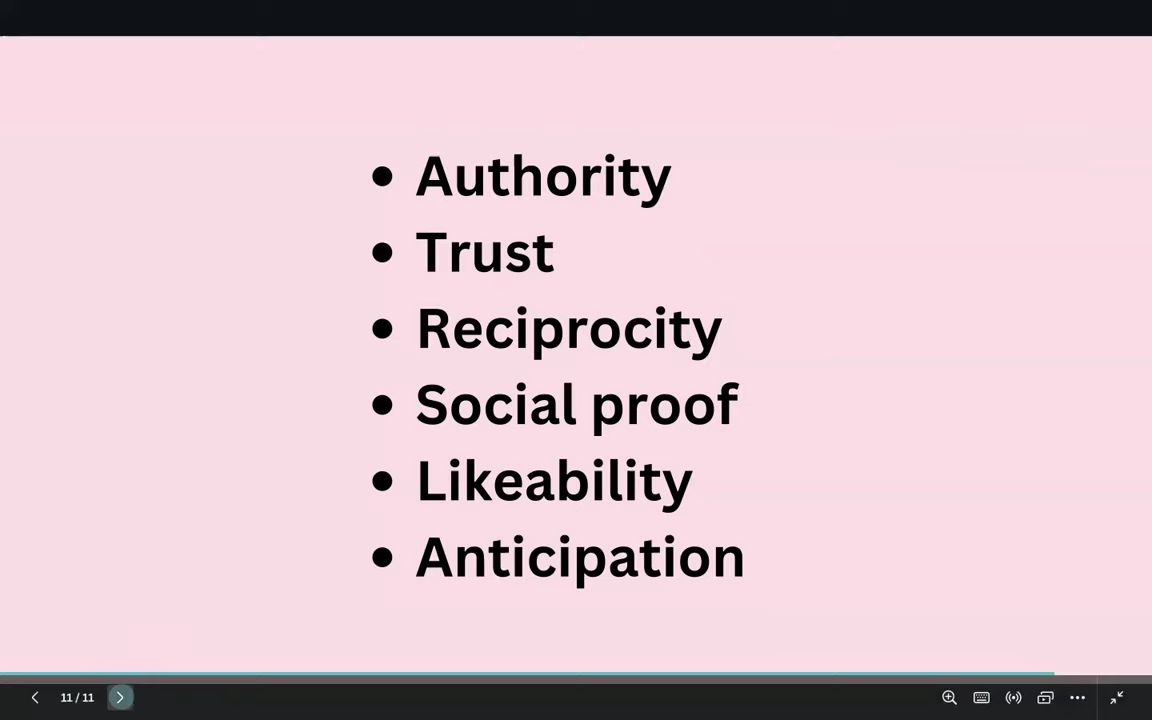 • Authority
• Trust
• Reciprocity
• Social proof
• Likeability
• Anticipation
11 / 11